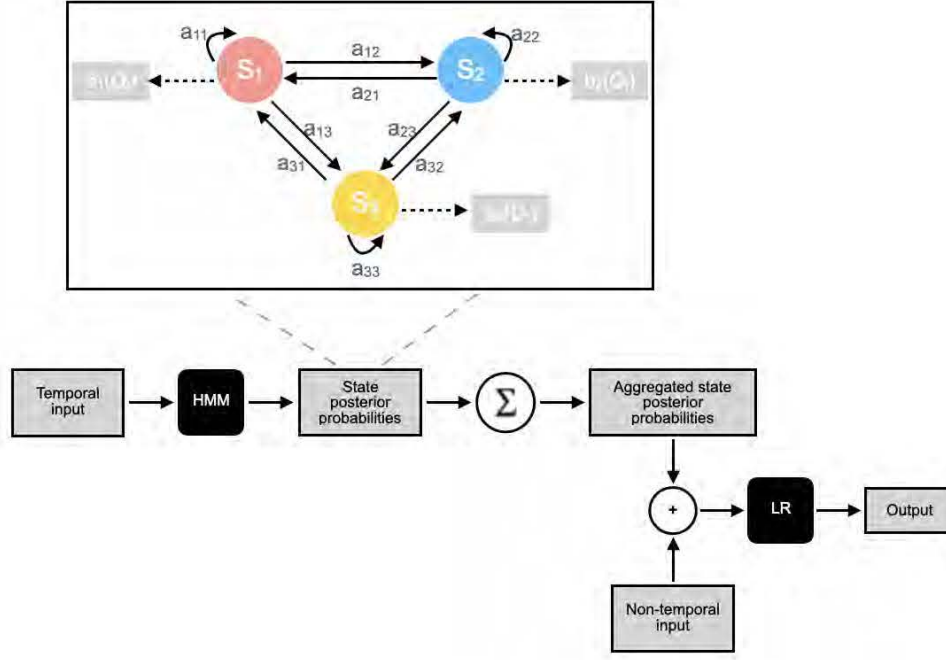 a₁₁
a₁₂
a₂₂
S₁
S₂
a₂₁
a₁₃
a₂₃
a₃₁
a₃₂
a₃₃
Temporal
input
HMM
State
posterior
probabilities
Σ
Aggregated state
posterior
probabilities
+
LR
Output
Non-temporal
input